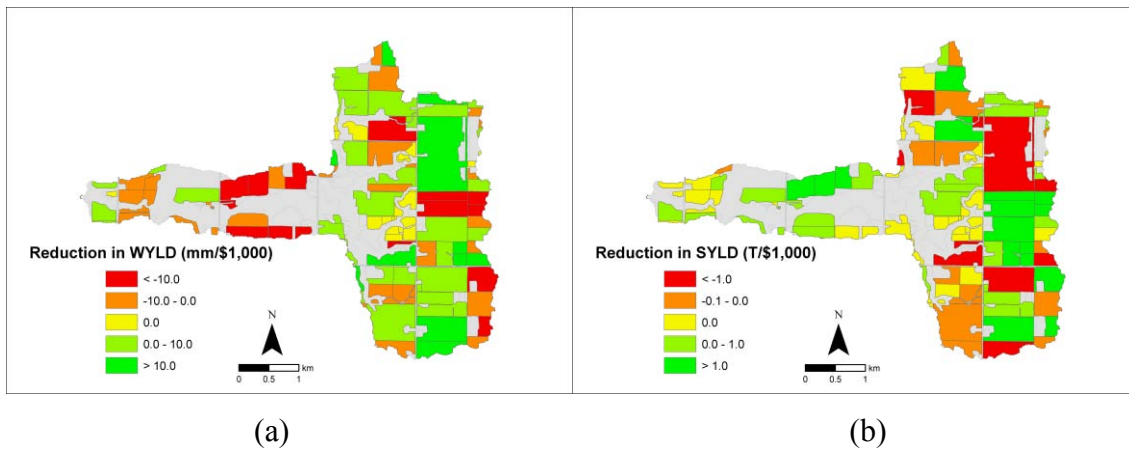 Reduction in WYLD (mm/$1,000)
< -10.0
-10.0 - 0.0
0.0
0.0 - 10.0
> 10.0
N
km
0 0.5 1
(a)
Reduction in SYLD (T/$1,000)
< -1.0
-0.1 - 0.0
0.0
0.0 - 1.0
> 1.0
N
km
0 0.5 1
(b)